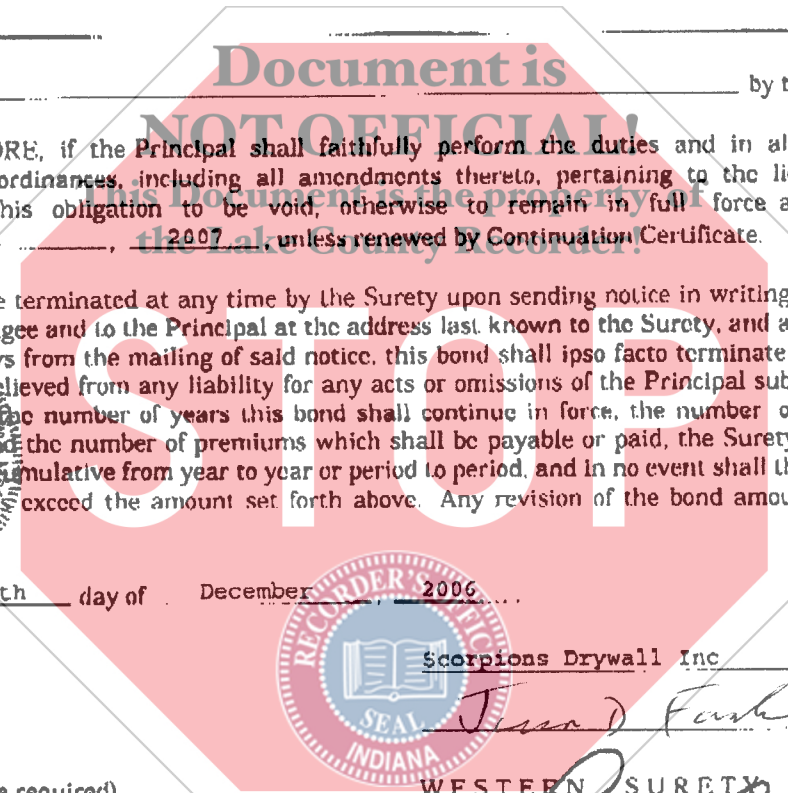 Document is
by t
NOT OFFICIAL!
ORE, if the Principal shall faithfully perform the duties and in al
ordinances, including all amendments thereto, pertaining to the li
This Document is the property of
his obligation to be void, otherwise to remain in full force a
the Lake County Recorder!
, 2007, unless renewed by Continuation Certificate.
e terminated at any time by the Surety upon sending notice in writing
gee and to the Principal at the address last known to the Surety, and a
ys from the mailing of said notice, this bond shall ipso facto terminate
elieved from any liability for any acts or omissions of the Principal sub
he number of years this bond shall continue in force, the number o
d the number of premiums which shall be payable or paid, the Surety
umulative from year to year or period to period, and in no event shall th
exceed the amount set forth above. Any revision of the bond amou
STOP
th day of December, 2006.
RECORDER'S OFFICE
SEAL
INDIANA
Scorpions Drywall Inc
WESTERN SURETY
e required)